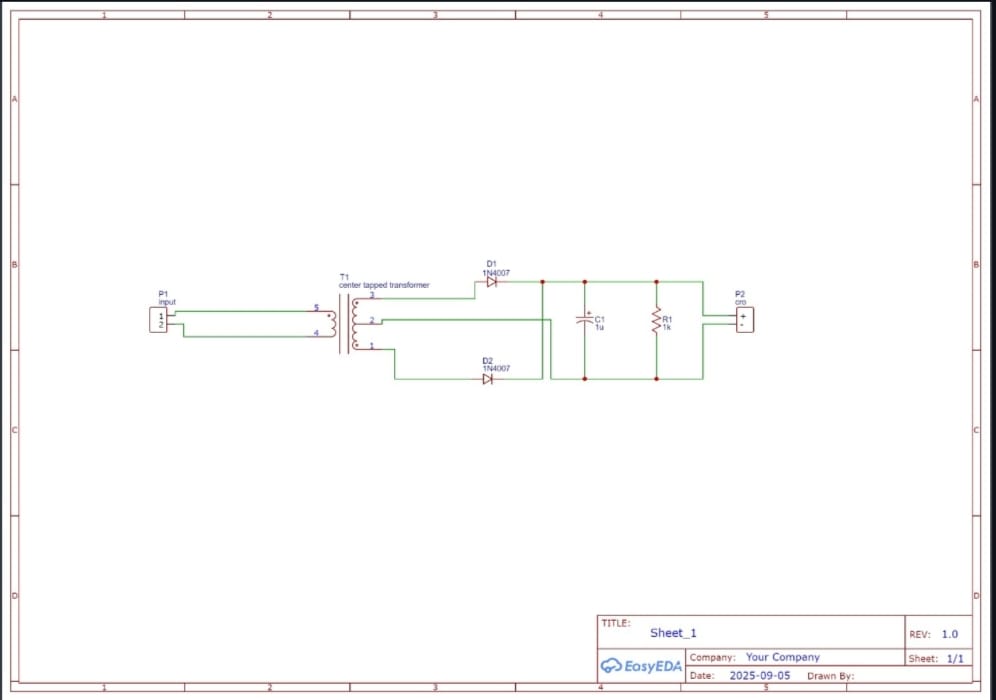 1 2 3 4 5
A A
D1
1N4007
B B
T1
center tapped transformer
D2
1N4007
P1
input
1
2
5
4
3
2
1
+
C1
1u
R1
1k
P2
cro
+
-
C C
D D
TITLE:
Sheet_1
REV: 1.0
EasyEDA
Company: Your Company
Sheet: 1/1
Date: 2025-09-05 Drawn By:
1 2 3 4 5